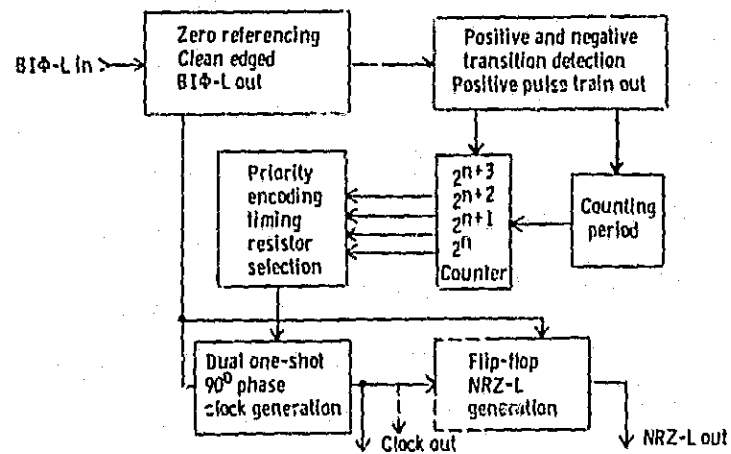 BIΦ-L in
Zero referencing
Clean edged
BIΦ-L out
Positive and negative
transition detection
Positive pulse train out
Priority
encoding
timing
resistor
selection
2^{n+3}
2^{n+2}
2^{n+1}
2^{n}
Counter
Counting
period
Dual one-shot
90⁰ phase
clock generation
Flip-flop
NRZ-L
generation
Clock out
NRZ-L out